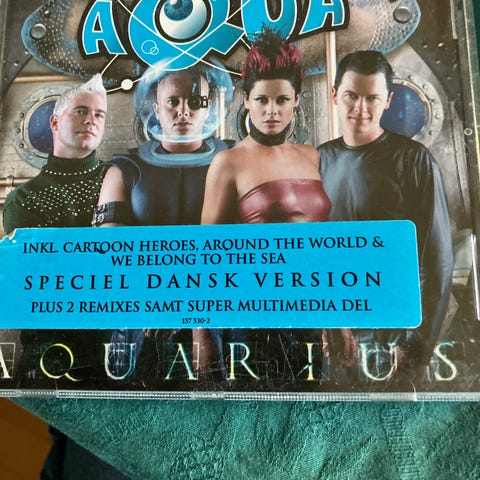 AQUA
INKL. CARTOON HEROES, AROUND THE WORLD &
WE BELONG TO THE SEA
SPECIEL DANSK VERSION
PLUS 2 REMIXES SAMT SUPER MULTIMEDIA DEL
157 530-2
AQUARIUS